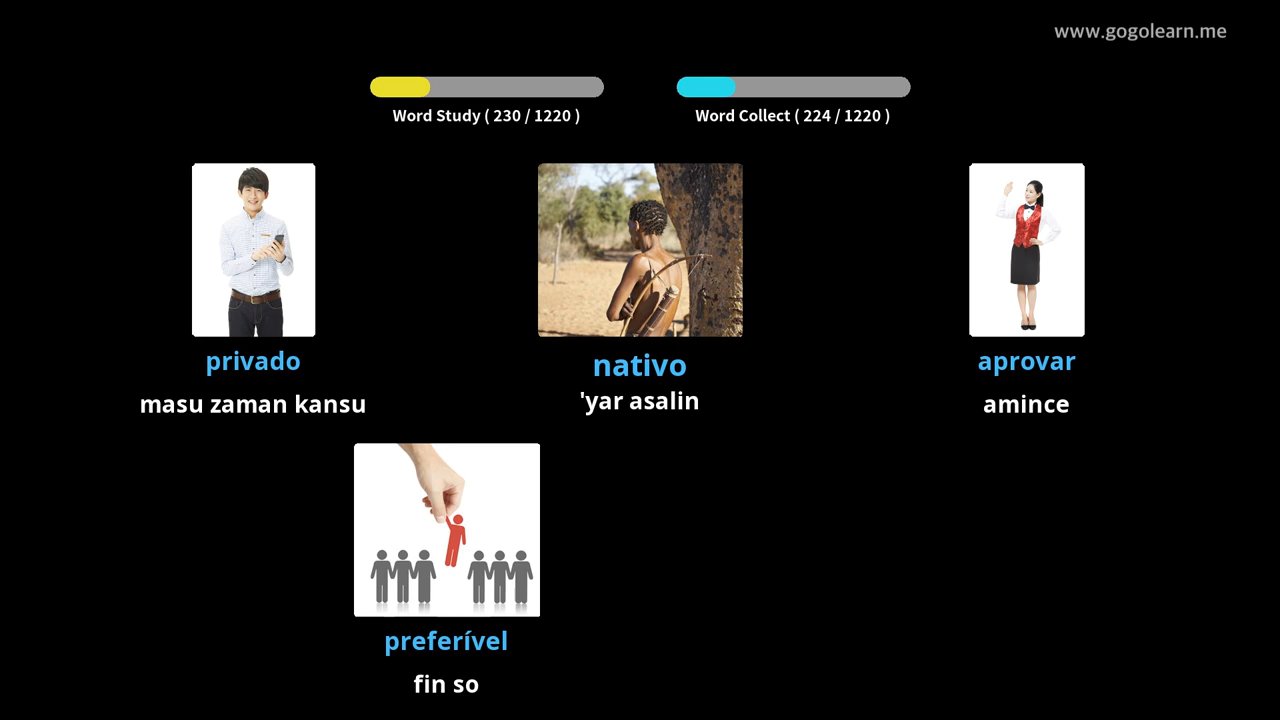 www.gogolearn.me
Word Study ( 230 / 1220 )
Word Collect ( 224 / 1220 )
privado
nativo
aprovar
masu zaman kansu
'yar asalin
amince
preferível
fin so